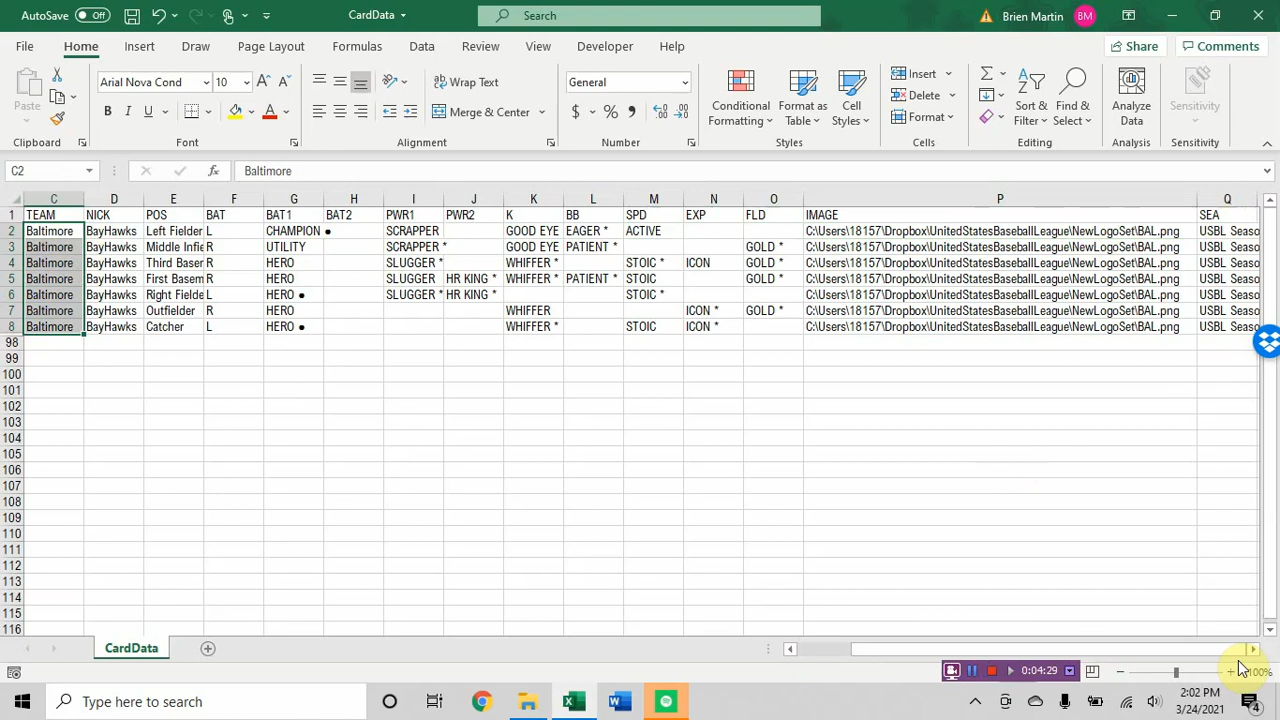 AutoSave Off CardData Search Brien Martin BM
File Home Insert Draw Page Layout Formulas Data Review View Developer Help Share Comments
Arial Nova Cond 10 A A Wrap Text General Insert Σ
Paste B I U A Merge & Center $ % , Conditional Formatting Format as Table Cell Styles Delete Format Sort & Filter Find & Select Analyze Data Sensitivity
Clipboard Font Alignment Number Styles Cells Editing Analysis Sensitivity
C2 fx Baltimore
C D E F G H I J K L M N O P Q
1 TEAM NICK POS BAT BAT1 BAT2 PWR1 PWR2 K BB SPD EXP FLD IMAGE SEA
2 Baltimore BayHawks Left Fielder L CHAMPION ● SCRAPPER GOOD EYE EAGER * ACTIVE C:\Users\18157\Dropbox\UnitedStatesBaseballLeague\NewLogoSet\BAL.png USBL Seaso
3 Baltimore BayHawks Middle Infie R UTILITY SCRAPPER * GOOD EYE PATIENT * GOLD * C:\Users\18157\Dropbox\UnitedStatesBaseballLeague\NewLogoSet\BAL.png USBL Seaso
4 Baltimore BayHawks Third Baser R HERO SLUGGER * WHIFFER * STOIC * ICON GOLD * C:\Users\18157\Dropbox\UnitedStatesBaseballLeague\NewLogoSet\BAL.png USBL Seaso
5 Baltimore BayHawks First Basem R HERO SLUGGER * HR KING * WHIFFER * PATIENT * STOIC GOLD * C:\Users\18157\Dropbox\UnitedStatesBaseballLeague\NewLogoSet\BAL.png USBL Seaso
6 Baltimore BayHawks Right Fielde L HERO ● SLUGGER * HR KING * STOIC * C:\Users\18157\Dropbox\UnitedStatesBaseballLeague\NewLogoSet\BAL.png USBL Seaso
7 Baltimore BayHawks Outfielder R HERO WHIFFER ICON * GOLD * C:\Users\18157\Dropbox\UnitedStatesBaseballLeague\NewLogoSet\BAL.png USBL Seaso
8 Baltimore BayHawks Catcher L HERO ● WHIFFER * STOIC ICON * C:\Users\18157\Dropbox\UnitedStatesBaseballLeague\NewLogoSet\BAL.png USBL Seaso
98
99
100
101
102
103
104
105
106
107
108
109
110
111
112
113
114
115
116
CardData
0:04:29 100%
Type here to search W 2:02 PM
3/24/2021 4